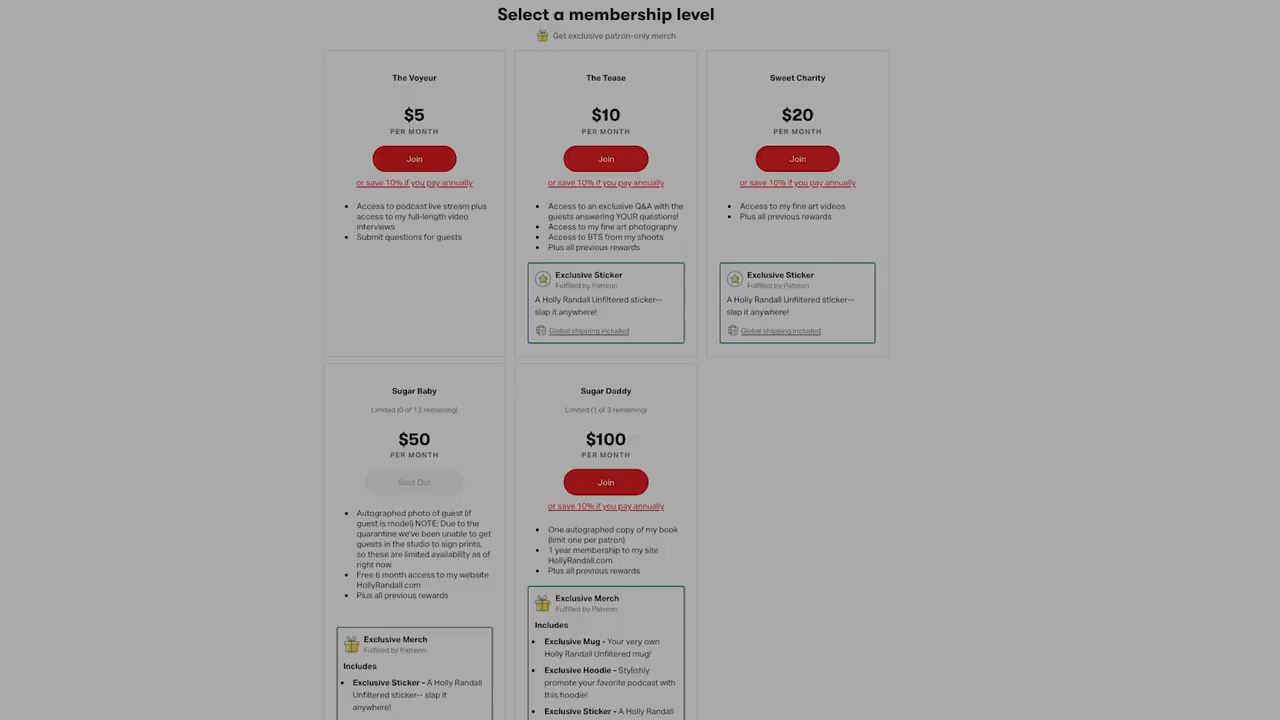 Select a membership level
Get exclusive patron-only merch
The Voyeur
$5
PER MONTH
Join
or save 10% if you pay annually
Access to podcast live stream plus
access to my full-length video
interviews
Submit questions for guests
The Tease
$10
PER MONTH
Join
or save 10% if you pay annually
Access to an exclusive Q&A with the
guests answering YOUR questions!
Access to my fine art photography
Access to BTS from my shoots
Plus all previous rewards
Exclusive Sticker
Fulfilled by Patreon
A Holly Randall Unfiltered sticker--
slap it anywhere!
Global shipping included
Sweet Charity
$20
PER MONTH
Join
or save 10% if you pay annually
Access to my fine art videos
Plus all previous rewards
Exclusive Sticker
Fulfilled by Patreon
A Holly Randall Unfiltered sticker--
slap it anywhere!
Global shipping included
Sugar Baby
Limited (0 of 13 remaining)
$50
PER MONTH
Sold Out
Autographed photo of guest (if
guest is model) NOTE: Due to the
quarantine we've been unable to get
guests in the studio to sign prints,
so these are limited availability as of
right now.
Free 6 month access to my website
HollyRandall.com
Plus all previous rewards
Exclusive Merch
Fulfilled by Patreon
Includes
Exclusive Sticker - A Holly Randall
Unfiltered sticker-- slap it
anywhere!
Sugar Daddy
Limited (1 of 3 remaining)
$100
PER MONTH
Join
or save 10% if you pay annually
One autographed copy of my book
(limit one per patron)
1 year membership to my site
HollyRandall.com
Plus all previous rewards
Exclusive Merch
Fulfilled by Patreon
Includes
Exclusive Mug - Your very own
Holly Randall Unfiltered mug!
Exclusive Hoodie - Stylishly
promote your favorite podcast with
this hoodie!
Exclusive Sticker - A Holly Randall